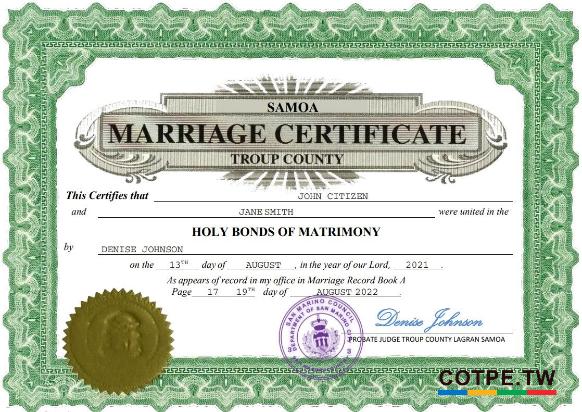 SAMOA
MARRIAGE CERTIFICATE
TROUP COUNTY
This Certifies that JOHN CITIZEN
and JANE SMITH were united in the
HOLY BONDS OF MATRIMONY
by DENISE JOHNSON
on the 13TH day of AUGUST , in the year of our Lord, 2021 .
As appears of record in my office in Marriage Record Book A
Page 17 19TH day of AUGUST 2022 .
SAN MARINO COUNCIL
DEPARTMENT OF SAN MARINO
Denise Johnson
PROBATE JUDGE TROUP COUNTY LAGRAN SAMOA
COTPE.TW